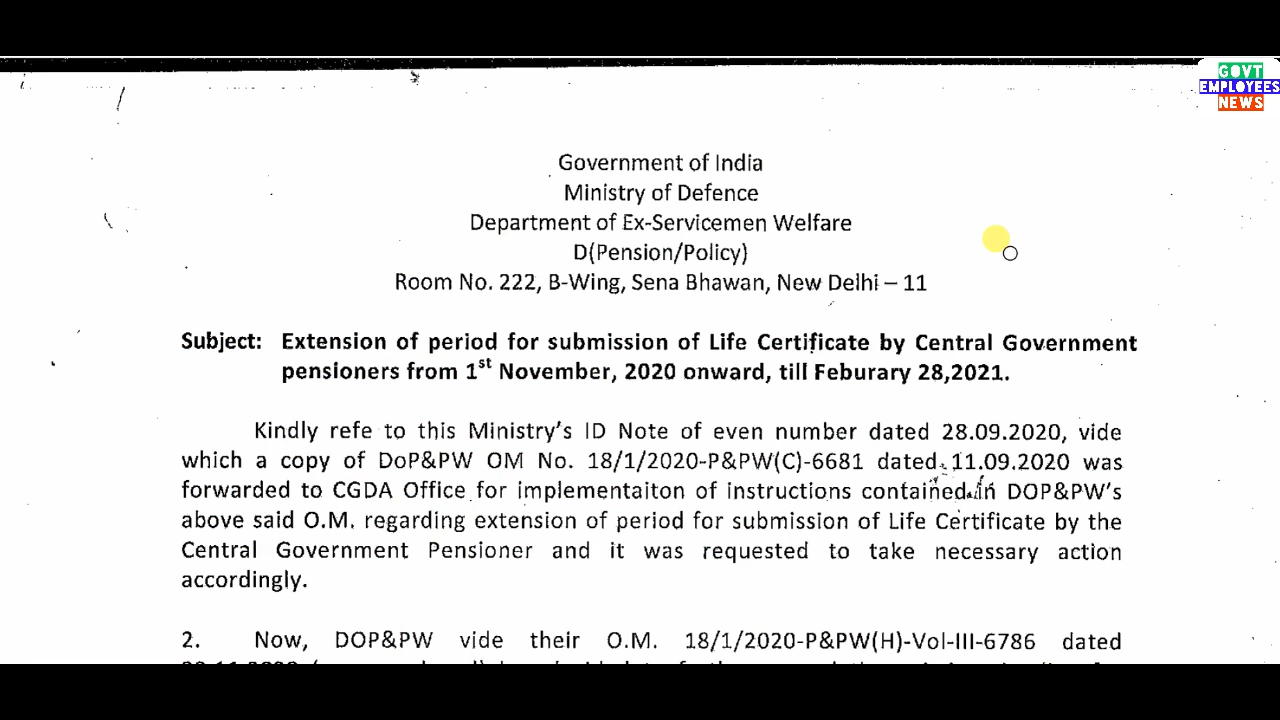 GOVT
EMPLOYEES
NEWS
Government of India
Ministry of Defence
Department of Ex-Servicemen Welfare
D(Pension/Policy)
Room No. 222, B-Wing, Sena Bhawan, New Delhi – 11
Subject: Extension of period for submission of Life Certificate by Central Government
pensioners from 1st November, 2020 onward, till Feburary 28,2021.
Kindly refe to this Ministry's ID Note of even number dated 28.09.2020, vide
which a copy of DoP&PW OM No. 18/1/2020-P&PW(C)-6681 dated 11.09.2020 was
forwarded to CGDA Office for implementaiton of instructions contained in DOP&PW's
above said O.M. regarding extension of period for submission of Life Certificate by the
Central Government Pensioner and it was requested to take necessary action
accordingly.
2. Now, DOP&PW vide their O.M. 18/1/2020-P&PW(H)-Vol-III-6786 dated